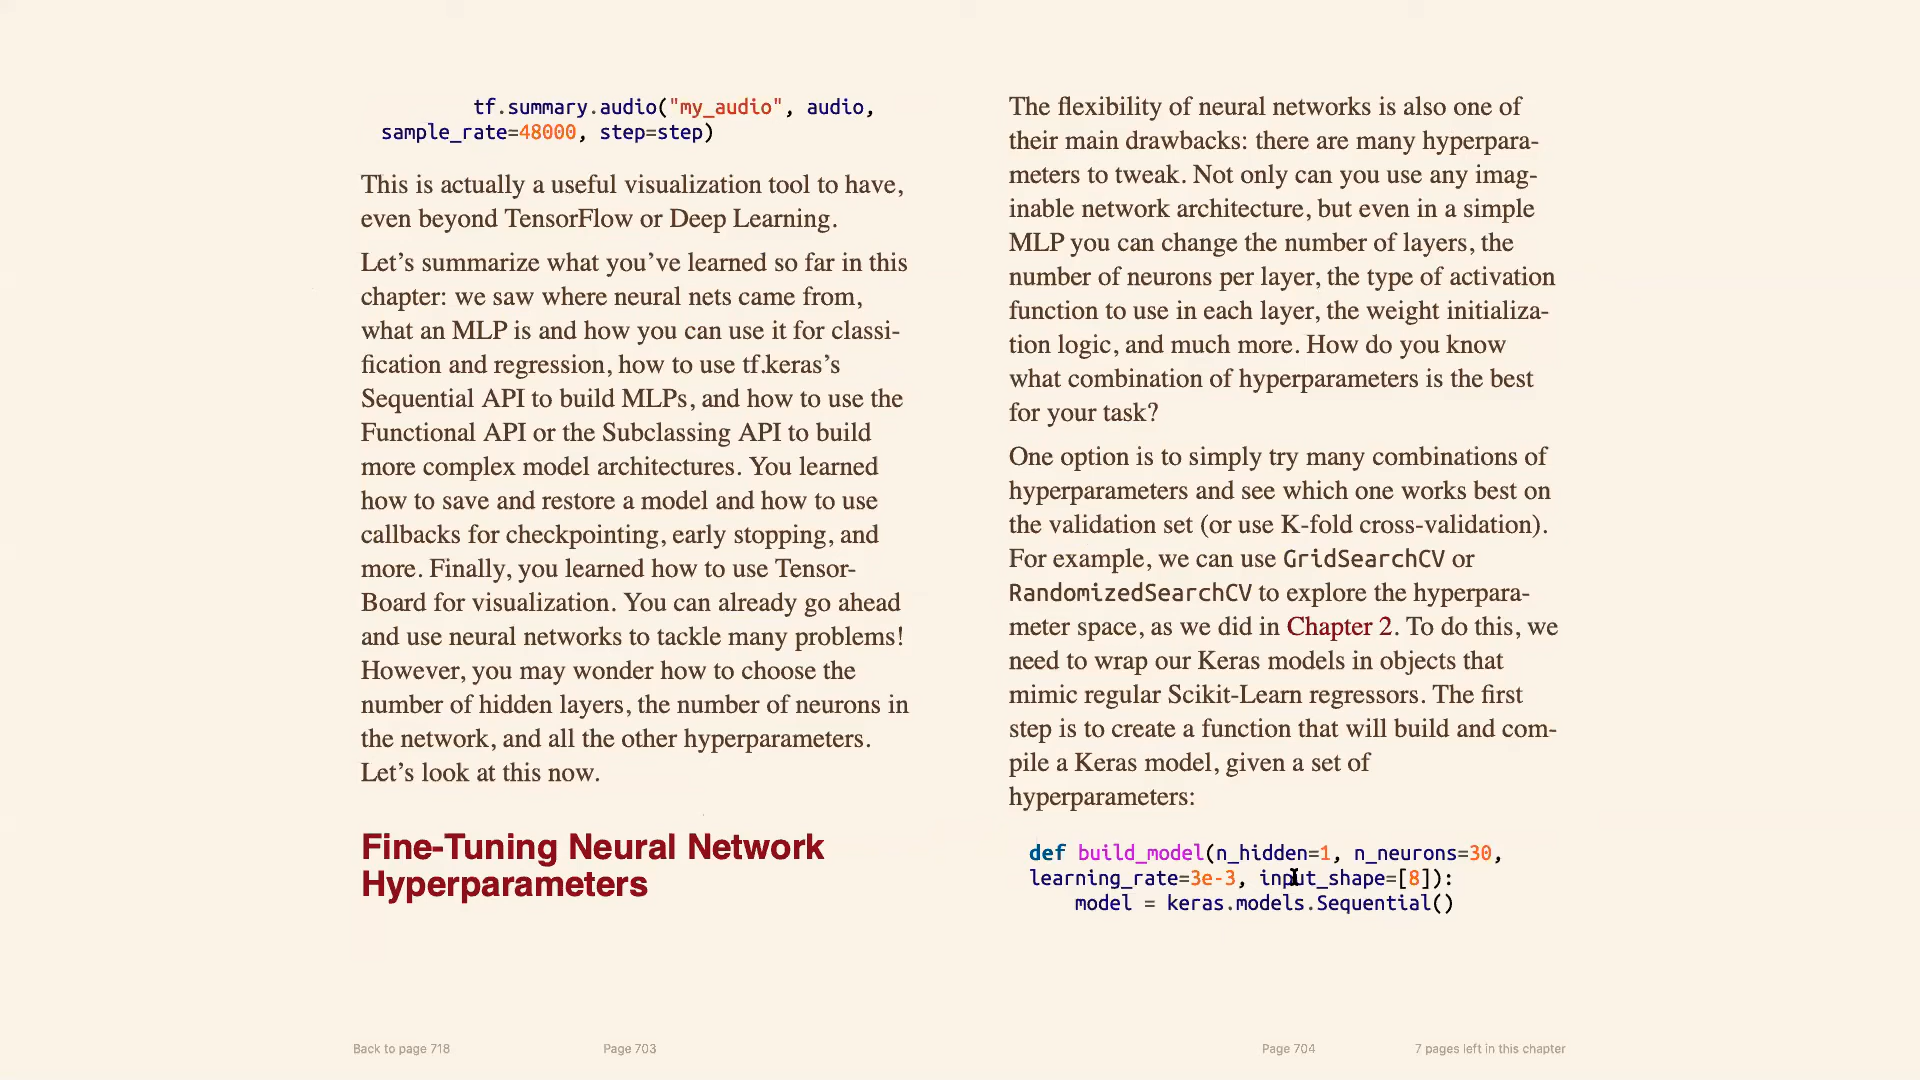 tf.summary.audio("my_audio", audio,
sample_rate=48000, step=step)
This is actually a useful visualization tool to have,
even beyond TensorFlow or Deep Learning.
Let’s summarize what you’ve learned so far in this
chapter: we saw where neural nets came from,
what an MLP is and how you can use it for classi-
fication and regression, how to use tf.keras’s
Sequential API to build MLPs, and how to use the
Functional API or the Subclassing API to build
more complex model architectures. You learned
how to save and restore a model and how to use
callbacks for checkpointing, early stopping, and
more. Finally, you learned how to use Tensor-
Board for visualization. You can already go ahead
and use neural networks to tackle many problems!
However, you may wonder how to choose the
number of hidden layers, the number of neurons in
the network, and all the other hyperparameters.
Let’s look at this now.
Fine-Tuning Neural Network
Hyperparameters
The flexibility of neural networks is also one of
their main drawbacks: there are many hyperpara-
meters to tweak. Not only can you use any imag-
inable network architecture, but even in a simple
MLP you can change the number of layers, the
number of neurons per layer, the type of activation
function to use in each layer, the weight initializa-
tion logic, and much more. How do you know
what combination of hyperparameters is the best
for your task?
One option is to simply try many combinations of
hyperparameters and see which one works best on
the validation set (or use K-fold cross-validation).
For example, we can use GridSearchCV or
RandomizedSearchCV to explore the hyperpara-
meter space, as we did in Chapter 2. To do this, we
need to wrap our Keras models in objects that
mimic regular Scikit-Learn regressors. The first
step is to create a function that will build and com-
pile a Keras model, given a set of
hyperparameters:
def build_model(n_hidden=1, n_neurons=30,
learning_rate=3e-3, input_shape=[8]):
model = keras.models.Sequential()
Back to page 718
Page 703
Page 704
7 pages left in this chapter